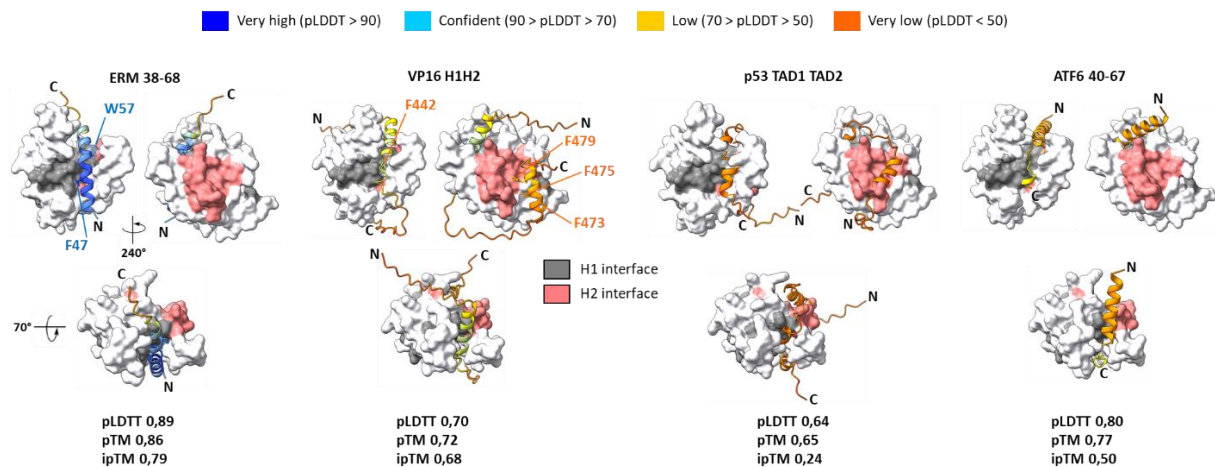 Very high (pLDDT > 90)
Confident (90 > pLDDT > 70)
Low (70 > pLDDT > 50)
Very low (pLDDT < 50)
ERM 38-68
C
W57
C
N
F47
N
240°
C
N
70°
pLDTT 0,89
pTM 0,86
ipTM 0,79
VP16 H1H2
F442
N
C
N
F479
C
F475
F473
N
C
H1 interface
H2 interface
pLDTT 0,70
pTM 0,72
ipTM 0,68
p53 TAD1 TAD2
C
N
C
N
N
C
pLDTT 0,64
pTM 0,65
ipTM 0,24
ATF6 40-67
N
C
N
N
C
pLDTT 0,80
pTM 0,77
ipTM 0,50